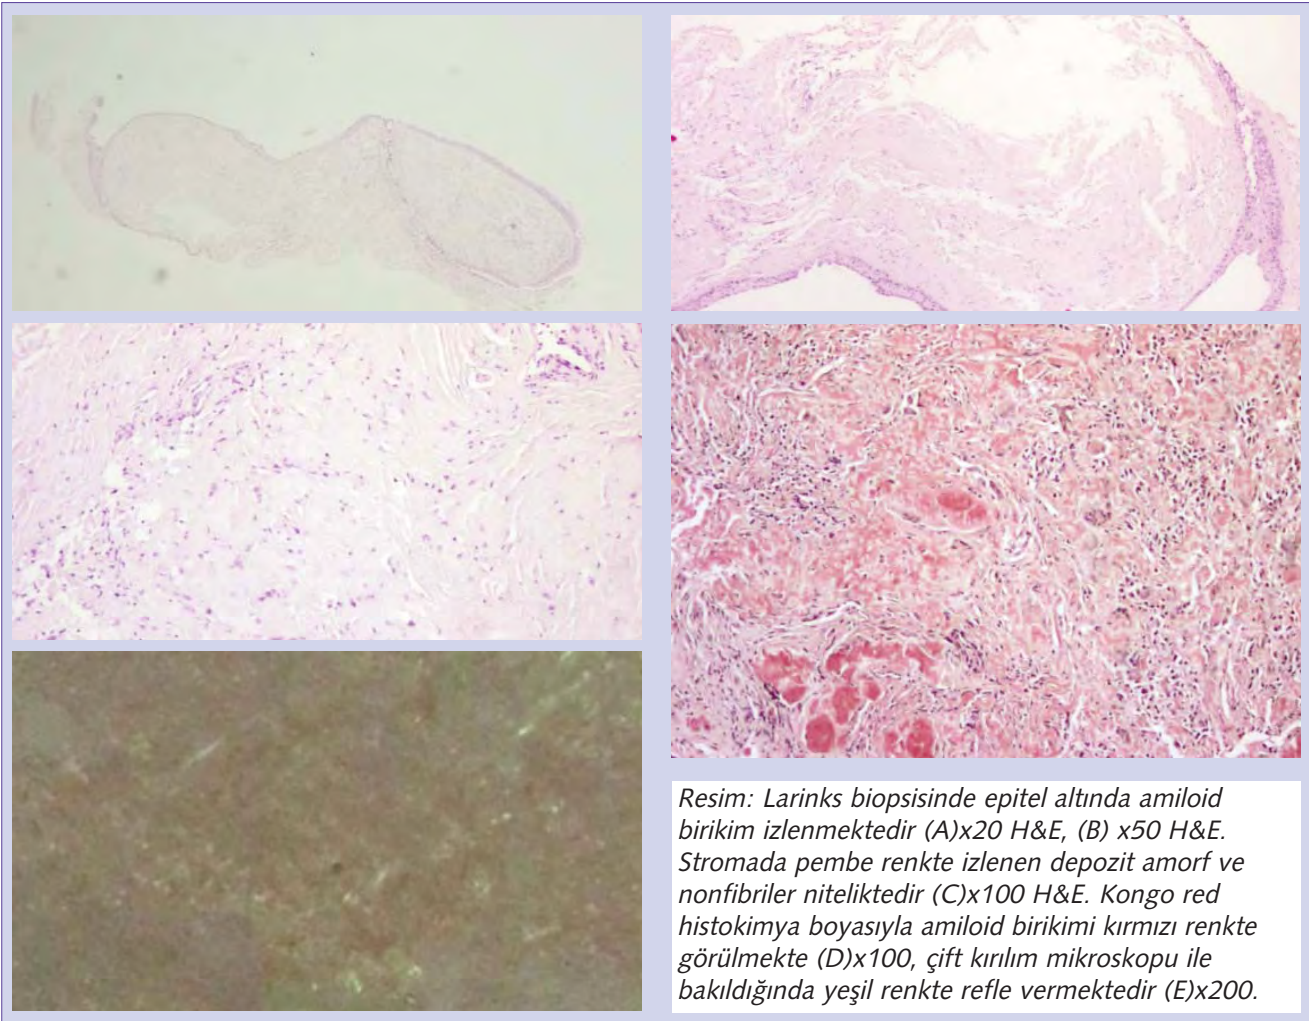 Resim: Larinks biopsisinde epitel altında amiloid
birikim izlenmektedir (A)x20 H&E, (B) x50 H&E.
Stromada pembe renkte izlenen depozit amorf ve
nonfibriler niteliktedir (C)x100 H&E. Kongo red
histokimya boyasıyla amiloid birikimi kırmızı renkte
görülmekte (D)x100, çift kırılım mikroskopu ile
bakıldığında yeşil renkte refle vermektedir (E)x200.